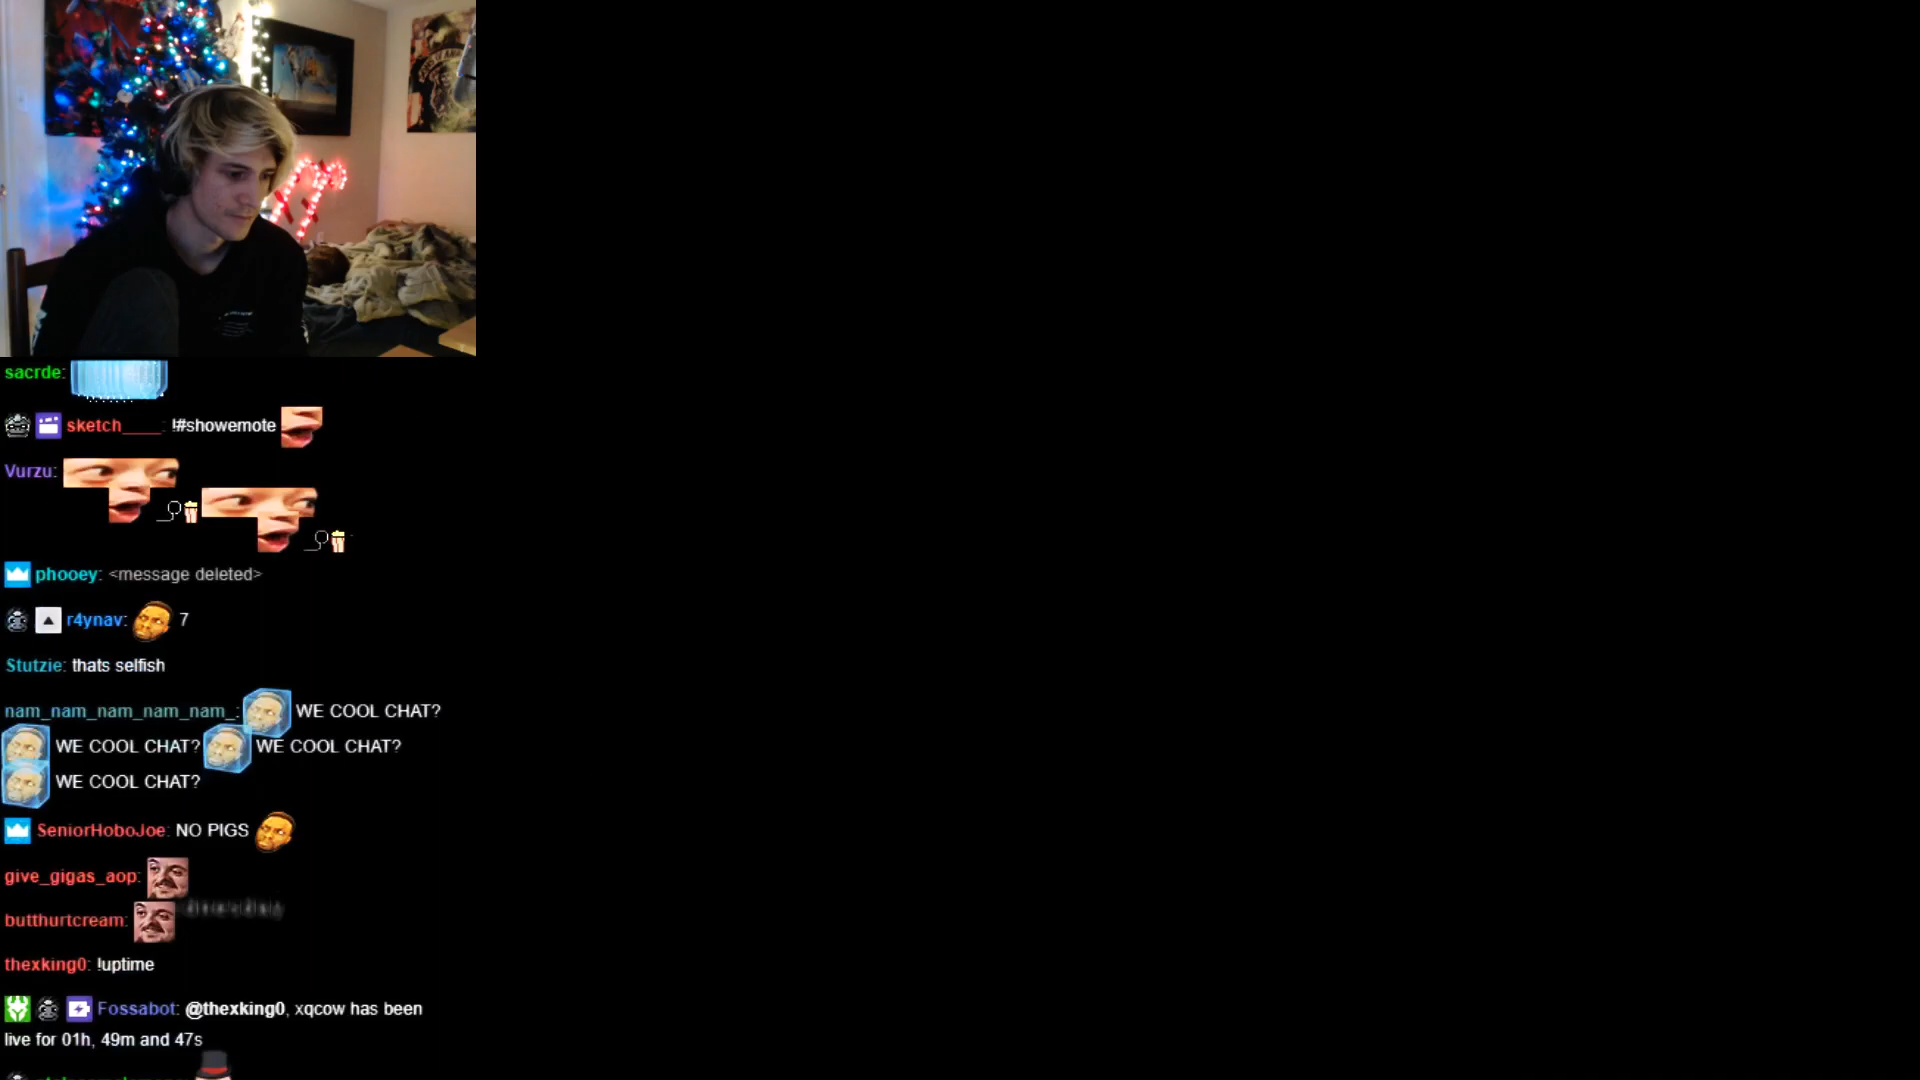 sacrde:
sketch____: !#showemote
Vurzu:
phooey: <message deleted>
r4ynav: 7
Stutzie: thats selfish
nam_nam_nam_nam_nam_: WE COOL CHAT?
WE COOL CHAT? WE COOL CHAT?
WE COOL CHAT?
SeniorHoboJoe: NO PIGS
give_gigas_aop:
butthurtcream:
thexking0: !uptime
Fossabot: @thexking0, xqcow has been
live for 01h, 49m and 47s